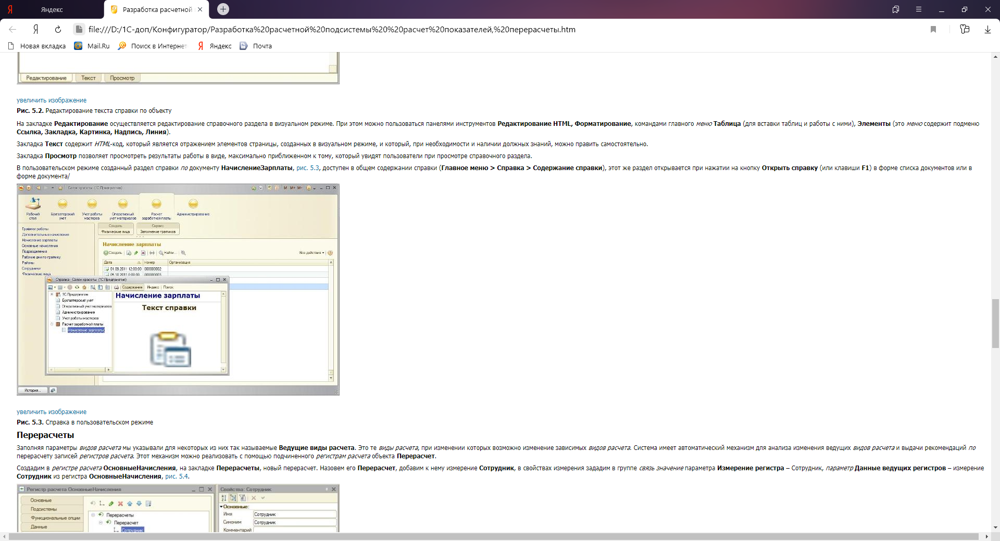 Яндекс
Разработка расчетной
file:///D:/1С-доп/Конфигуратор/Разработка%20расчетной%20подсистемы%20%20расчет%20показателей,%20перерасчеты.htm
Новая вкладка
Mail.Ru
Поиск в Интернет
Яндекс
Почта
Редактирование
Текст
Просмотр
увеличить изображение
Рис. 5.2. Редактирование текста справки по объекту
На закладке Редактирование осуществляется редактирование справочного раздела в визуальном режиме. При этом можно пользоваться панелями инструментов Редактирование HTML, Форматирование, командами главного меню Таблица (для вставки таблиц и работы с ними), Элементы (это меню содержит подменю
Ссылка, Закладка, Картинка, Надпись, Линия).
Закладка Текст содержит HTML-код, который является отражением элементов страницы, созданных в визуальном режиме, и который, при необходимости и наличии должных знаний, можно править самостоятельно.
Закладка Просмотр позволяет просмотреть результаты работы в виде, максимально приближенном к тому, который увидят пользователи при просмотре справочного раздела.
В пользовательском режиме созданный раздел справки по документу НачислениеЗарплаты, рис. 5.3, доступен в общем содержании справки (Главное меню > Справка > Содержание справки), этот же раздел открывается при нажатии на кнопку Открыть справку (или клавиши F1) в форме списка документов или в
форме документа/
Салон красоты (1С:Предприятие)
M M+ M-
Рабочий стол
Бухгалтерский учет
Учет работы мастеров
Оперативный учет материалов
Расчет заработной платы
Администрирование
Графики работы
Дополнительные начисления
Начисление зарплаты
Основные начисления
Подразделения
Рабочие дни по графику
Районы
Сотрудники
Физические лица
Создать
Физические лица
Сервис
Заполнение графиков
Начисление зарплаты
Создать
Найти...
Все действия
Дата
Номер
Организация
01.09.2011 12:00:00 000000002
05.10.2011 0:00:00 000000003
Справка - Салон красоты (1С:Предприятие)
Содержание
Индекс
Поиск
1С:Предприятие
Бухгалтерский учет
Оперативный учет материалов
Администрирование
Учет работы мастеров
Расчет заработной платы
Начисление зарплаты
Начисление зарплаты
Текст справки
История...
увеличить изображение
Рис. 5.3. Справка в пользовательском режиме
Перерасчеты
Заполняя параметры видов расчета мы указывали для некоторых из них так называемые Ведущие виды расчета. Это те виды расчета, при изменении которых возможно изменение зависимых видов расчета. Система имеет автоматический механизм для анализа изменения ведущих видов расчета и выдачи рекомендаций по
перерасчету записей регистров расчета. Этот механизм можно реализовать с помощью подчиненного регистрам расчета объекта Перерасчет.
Создадим в регистре расчета ОсновныеНачисления, на закладке Перерасчеты, новый перерасчет. Назовем его Перерасчет, добавим к нему измерение Сотрудник, в свойствах измерения зададим в группе связь значение параметра Измерение регистра – Сотрудник, параметр Данные ведущих регистров – измерение
Сотрудник из регистра ОсновныеНачисления, рис. 5.4.
Регистр расчета ОсновныеНачисления
Основные
Подсистемы
Функциональные опции
Данные
Перерасчеты
Перерасчет
Сотрудник
Свойства: Сотрудник
Основные:
Имя
Сотрудник
Синоним
Сотрудник
Комментарий